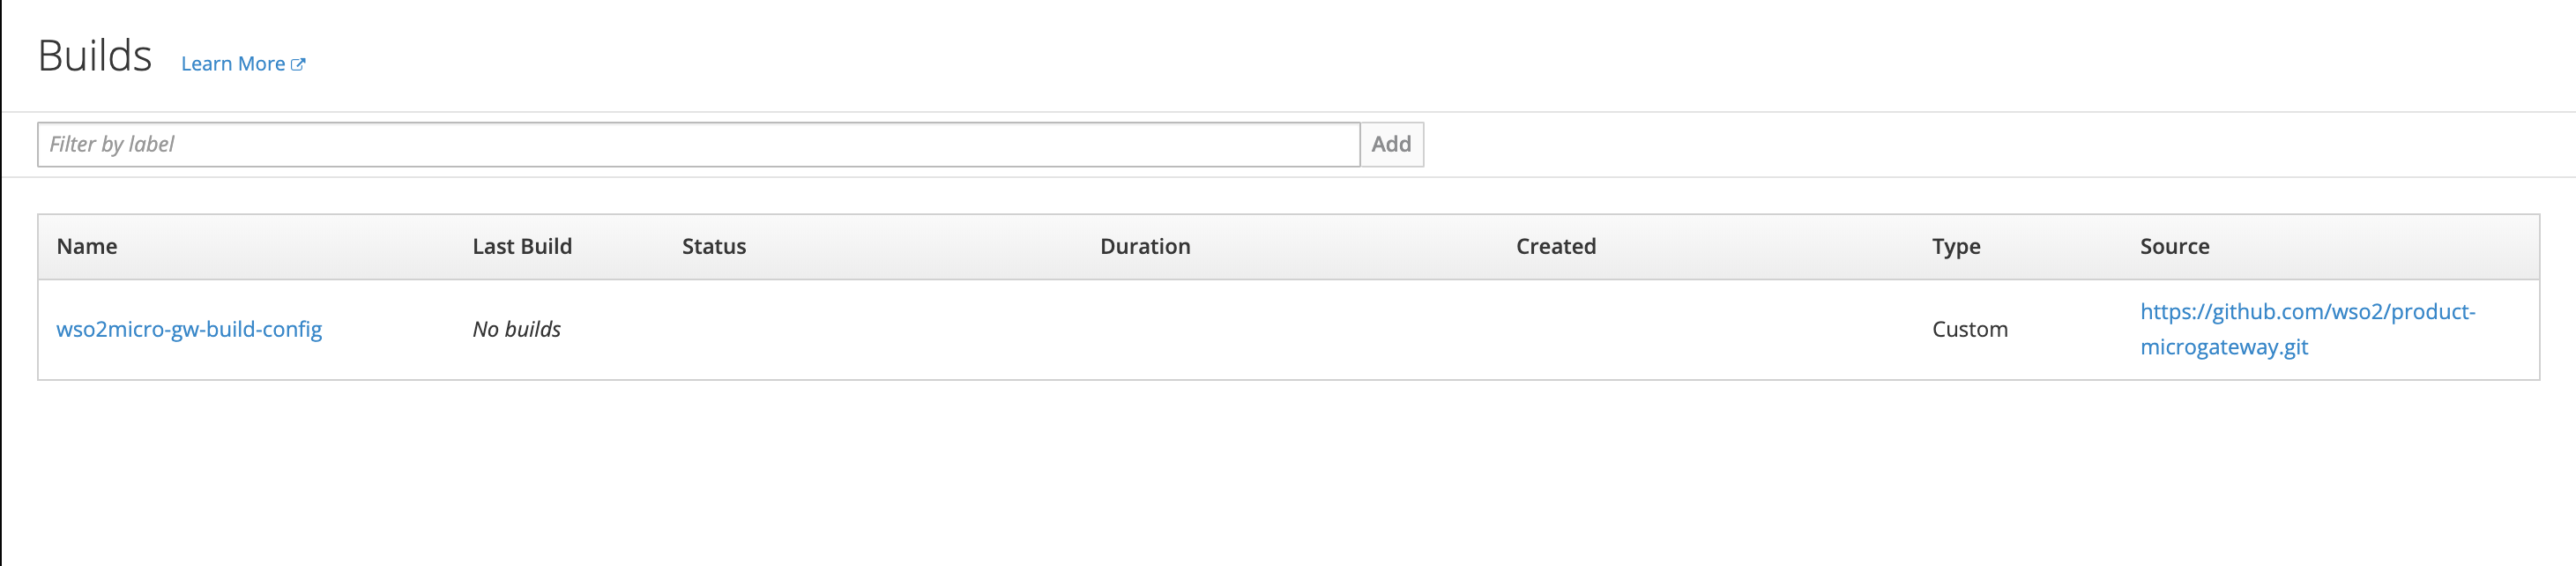 Builds Learn More
Filter by label Add
Name Last Build Status Duration Created Type Source
wso2micro-gw-build-config No builds Custom https://github.com/wso2/product-
microgateway.git